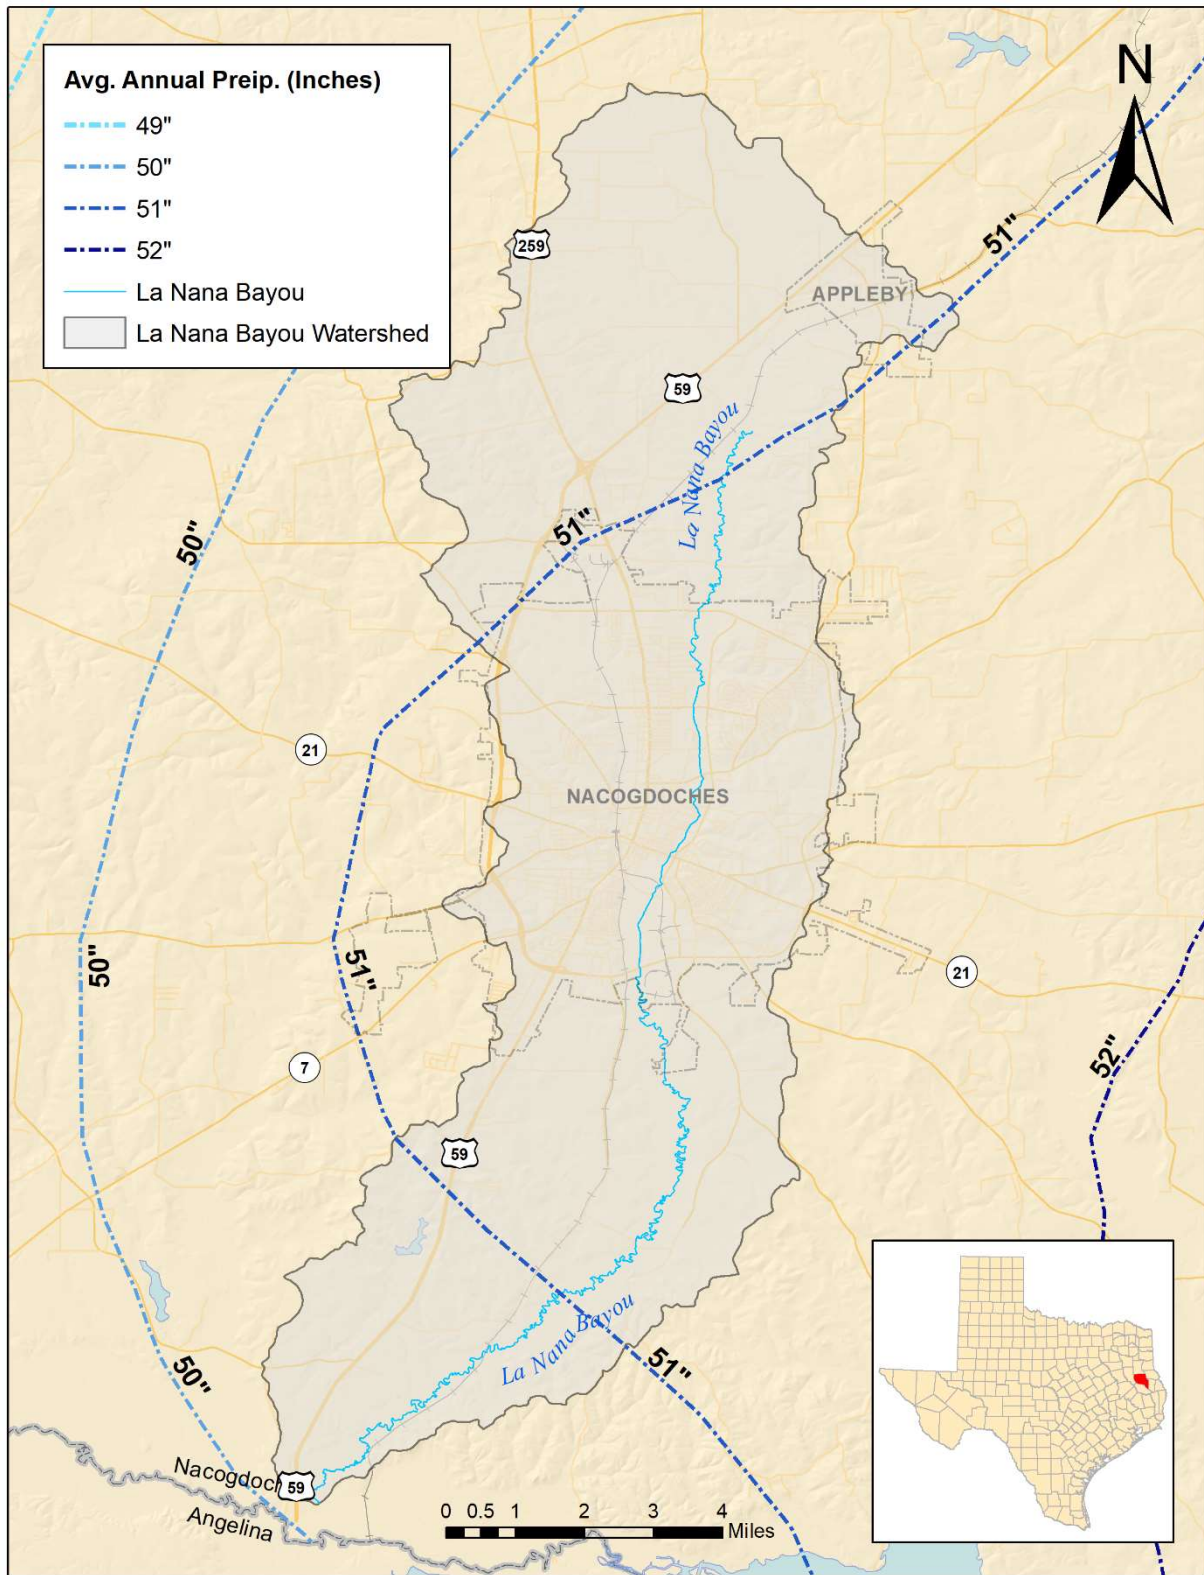 Avg. Annual Preip. (Inches)
49"
50"
51"
52"
La Nana Bayou
La Nana Bayou Watershed
N
259
51"
APPLEBY
59
La Nana Bayou
51"
50"
21
NACOGDOCHES
50"
51"
21
7
52"
59
La Nana Bayou
51"
50"
Nacogdoch
59
Angelina
0 0.5 1 2 3 4
Miles